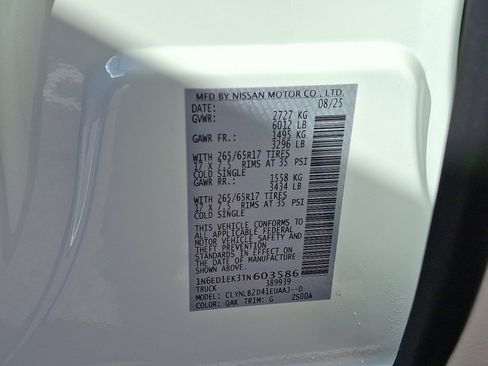 MFD BY NISSAN MOTOR CO., LTD.
DATE: 08/25
GVWR: 2727 KG
6012 LB
GAWR FR.: 1495 KG
3296 LB
WITH 265/65R17 TIRES
17 x 7.5 RIMS AT 35 PSI
COLD SINGLE
GAWR RR.: 1558 KG
3434 LB
WITH 265/65R17 TIRES
17 x 7.5 RIMS AT 35 PSI
COLD SINGLE
THIS VEHICLE CONFORMS TO
ALL APPLICABLE FEDERAL
MOTOR VEHICLE SAFETY AND
THEFT PREVENTION
STANDARDS IN EFFECT ON
THE DATE OF MANUFACTURE
SHOWN ABOVE.
1N6ED1EK3TN603586
TRUCK 389939
MODEL: CLYNLB2D41EUAAJ--D
COLOR: QAK TRIM: G 2S00A